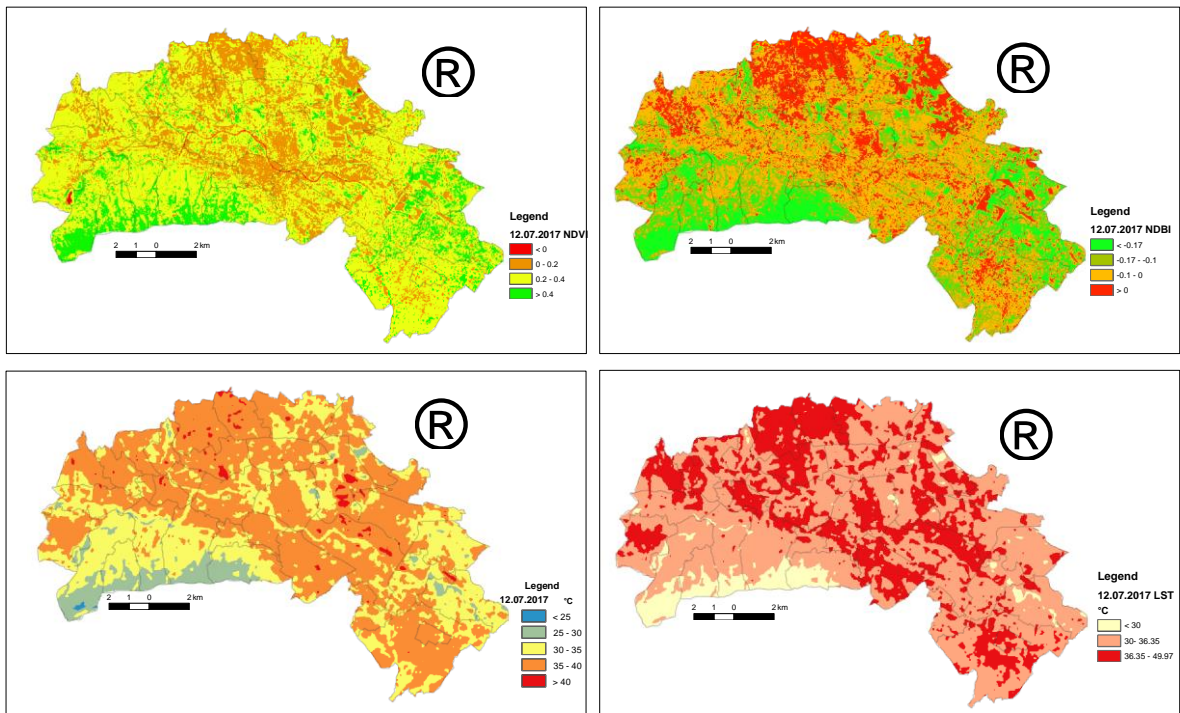 R
Legend
12.07.2017 NDVI
< 0
0 - 0.2
0.2 - 0.4
> 0.4
2 1 0 2 km
R
Legend
12.07.2017 NDBI
< -0.17
-0.17 - -0.1
-0.1 - 0
> 0
2 1 0 2 km
R
Legend
12.07.2017 °C
< 25
25 - 30
30 - 35
35 - 40
> 40
2 1 0 2 km
R
Legend
12.07.2017 LST
°C
< 30
30- 36.35
36.35 - 49.97
2 1 0 2 km